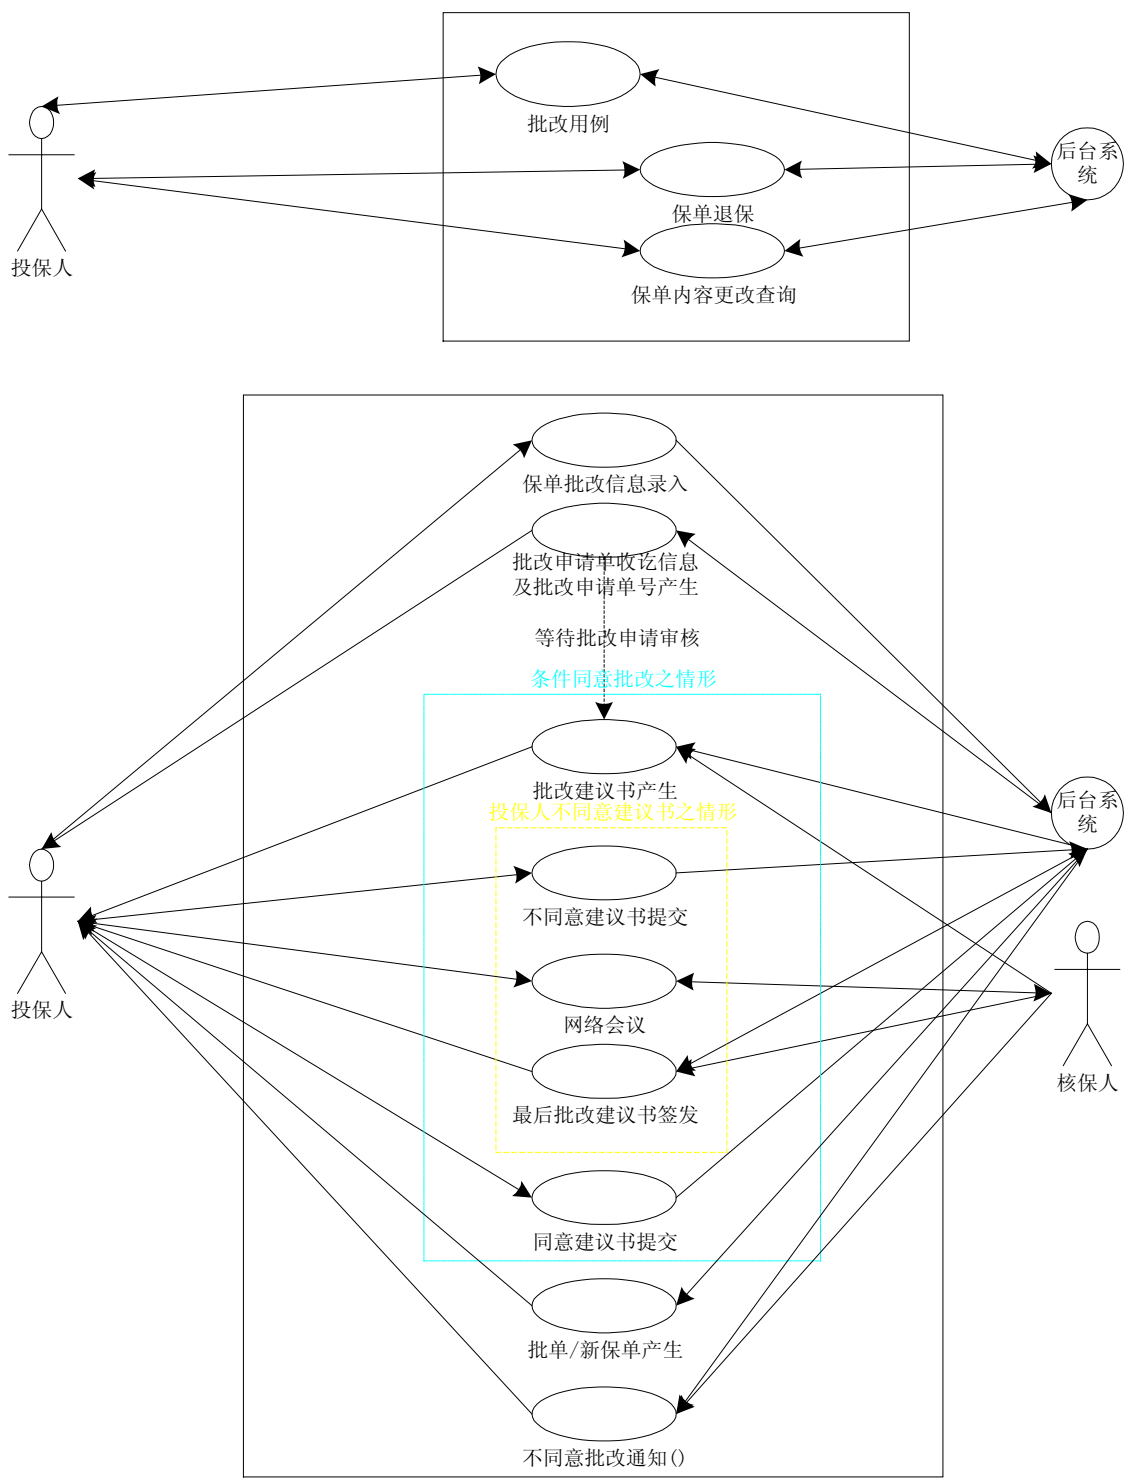 批改用例
后台系
统
保单退保
投保人
保单内容更改查询
保单批改信息录入
批改申请单收讫信息
及批改申请单号产生
等待批改申请审核
条件同意批改之情形
批改建议书产生
后台系
统
投保人不同意建议书之情形
不同意建议书提交
投保人
网络会议
核保人
最后批改建议书签发
同意建议书提交
批单/新保单产生
不同意批改通知()